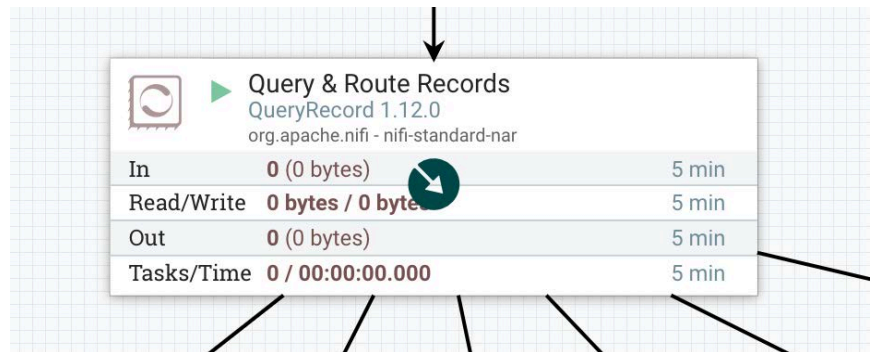 Query & Route Records
QueryRecord 1.12.0
org.apache.nifi - nifi-standard-nar
In 0 (0 bytes) 5 min
Read/Write 0 bytes / 0 bytes 5 min
Out 0 (0 bytes) 5 min
Tasks/Time 0 / 00:00:00.000 5 min